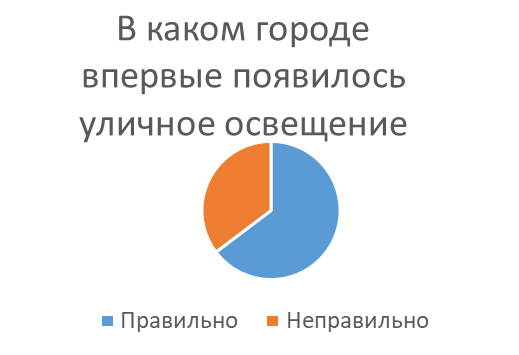 В каком городе
впервые появилось
уличное освещение
Правильно Неправильно